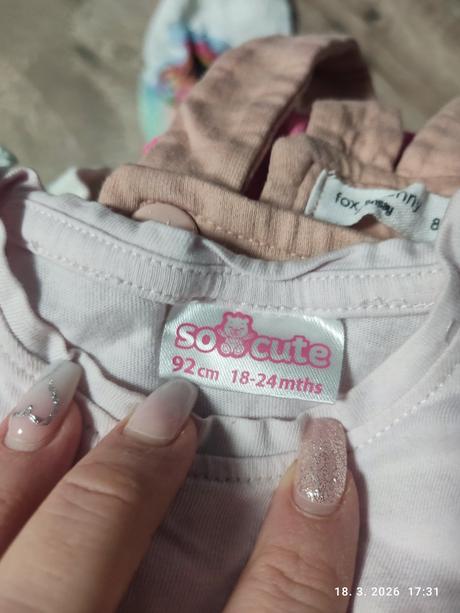 fox
8
so cute
92cm 18-24mths
18. 3. 2026 17:31